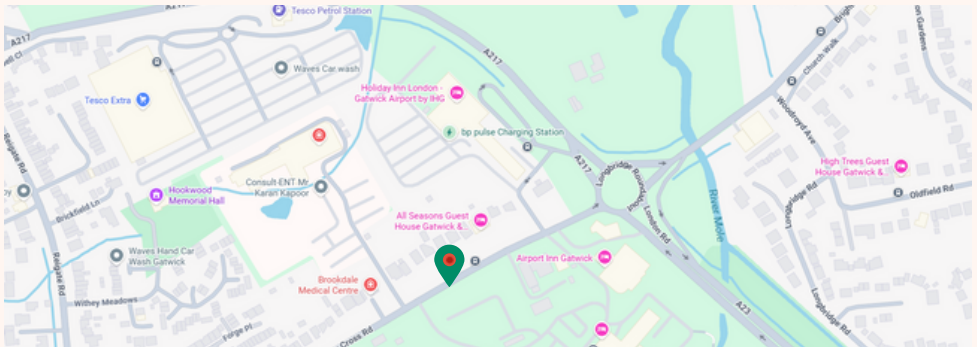 Tesco Petrol Station
A217
A217
Waves Car wash
Tesco Extra
Holiday Inn London -
Gatwick Airport by IHG
bp pulse Charging Station
A217
A217
Church Walk
Woodroyd Ave
Reigate Rd
Hookwood
Memorial Hall
Brickfield Ln
Consult-ENT Mr
Karan Kapoor
Longbridge Roundabout
High Trees Guest
House Gatwick &...
Oldfield Rd
Longbridge Rd
All Seasons Guest
House Gatwick &...
River Mole
London Rd
Waves Hand Car
Wash Gatwick
Reigate Rd
Airport Inn Gatwick
Brookdale
Medical Centre
Withey Meadows
Forge Pl
Cross Rd
A23
Longbridge Rd